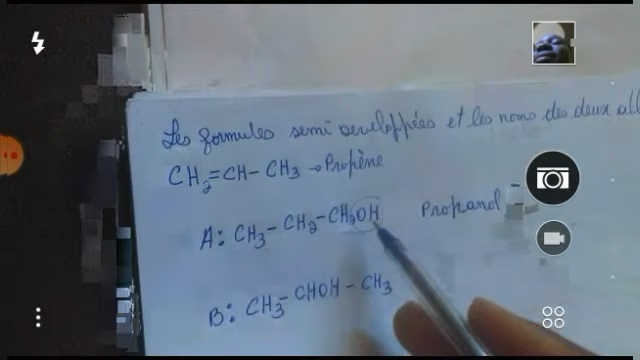 Les formules semi developpées et les noms des deux
CH₂=CH-CH₃ → Propène
A: CH₃-CH₂-CH₂OH Propanol
B: CH₃-CHOH-CH₃